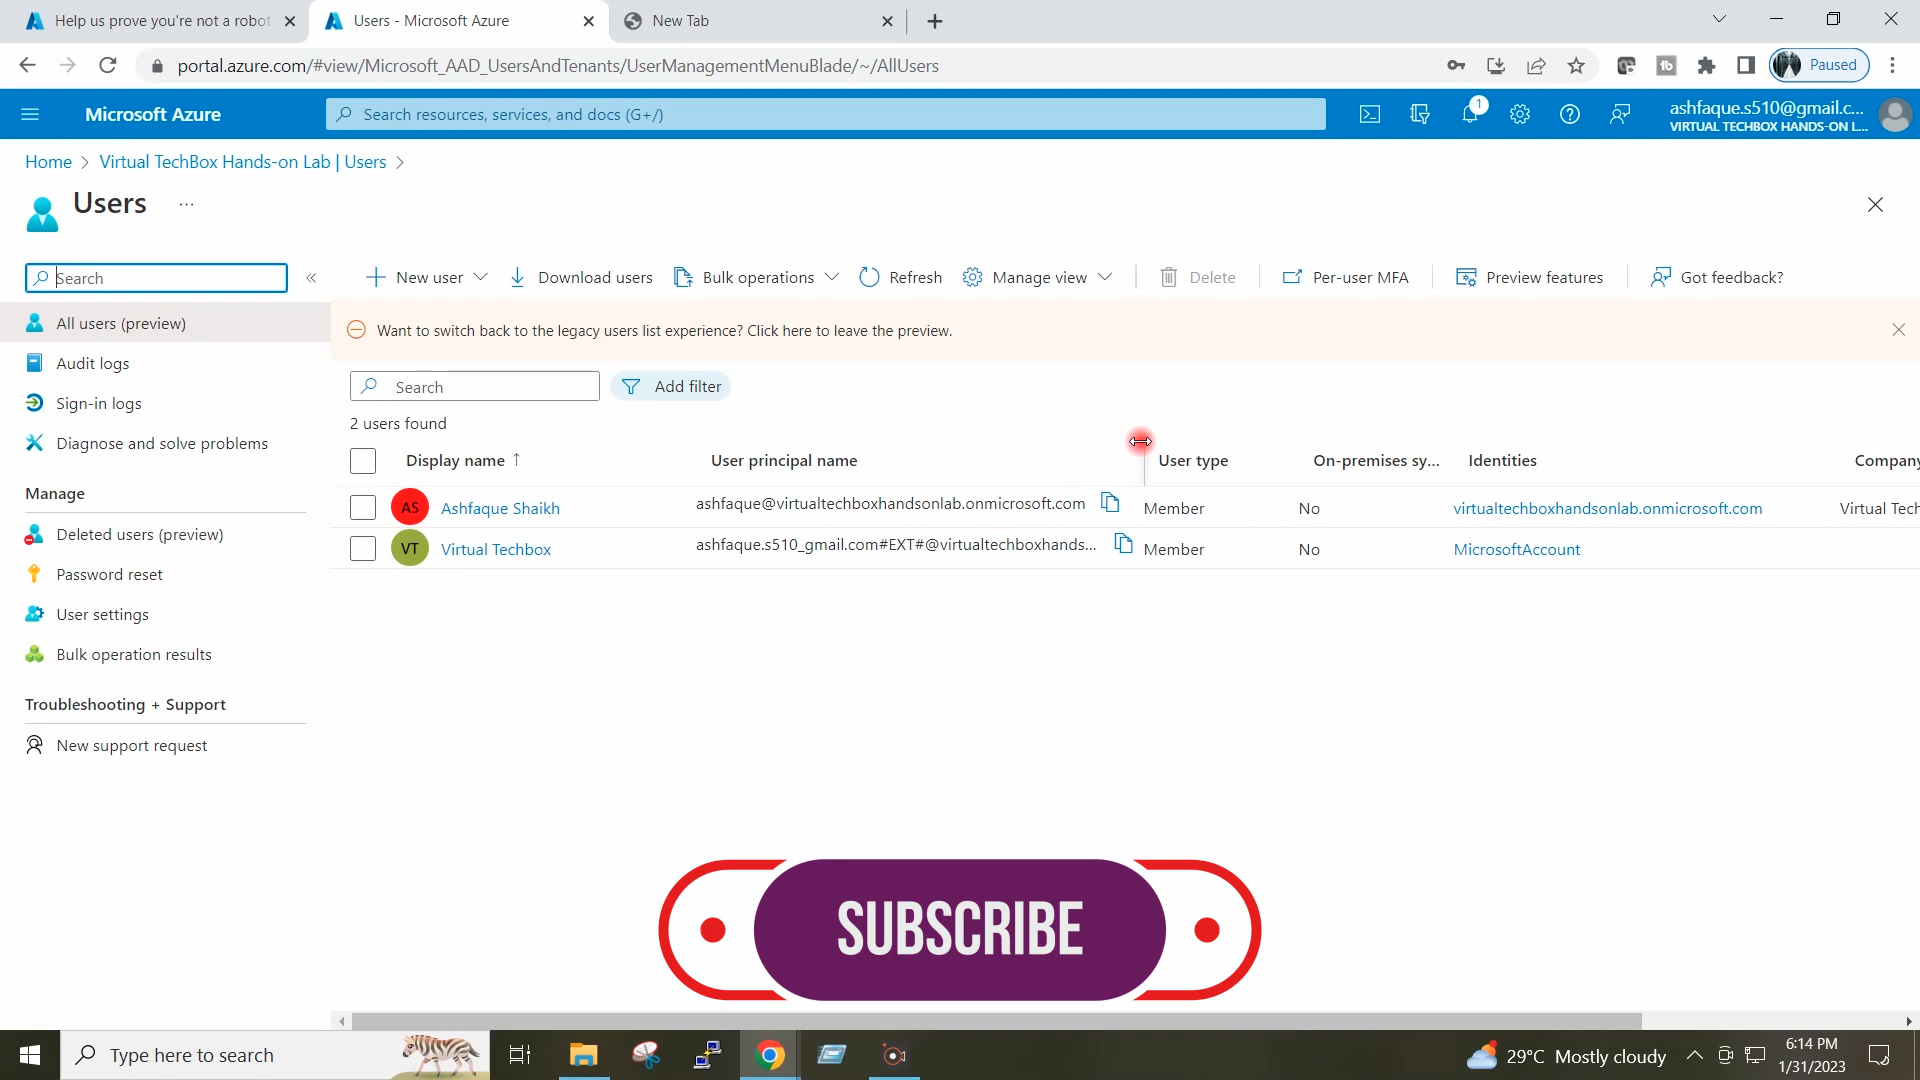 Help us prove you're not a robot
Users - Microsoft Azure
New Tab
portal.azure.com/#view/Microsoft_AAD_UsersAndTenants/UserManagementMenuBlade/~/AllUsers
Paused
Microsoft Azure
Search resources, services, and docs (G+/)
1
ashfaque.s510@gmail.c...
VIRTUAL TECHBOX HANDS-ON L...
Home > Virtual TechBox Hands-on Lab | Users >
Users ...
Search
«
New user
Download users
Bulk operations
Refresh
Manage view
Delete
Per-user MFA
Preview features
Got feedback?
All users (preview)
Audit logs
Sign-in logs
Diagnose and solve problems
Manage
Deleted users (preview)
Password reset
User settings
Bulk operation results
Troubleshooting + Support
New support request
Want to switch back to the legacy users list experience? Click here to leave the preview.
Search
Add filter
2 users found
Display name ↑ User principal name User type On-premises sy... Identities Company
AS Ashfaque Shaikh ashfaque@virtualtechboxhandsonlab.onmicrosoft.com Member No virtualtechboxhandsonlab.onmicrosoft.com Virtual Tech
VT Virtual Techbox ashfaque.s510_gmail.com#EXT#@virtualtechboxhands... Member No MicrosoftAccount
SUBSCRIBE
Type here to search
29°C Mostly cloudy
6:14 PM
1/31/2023